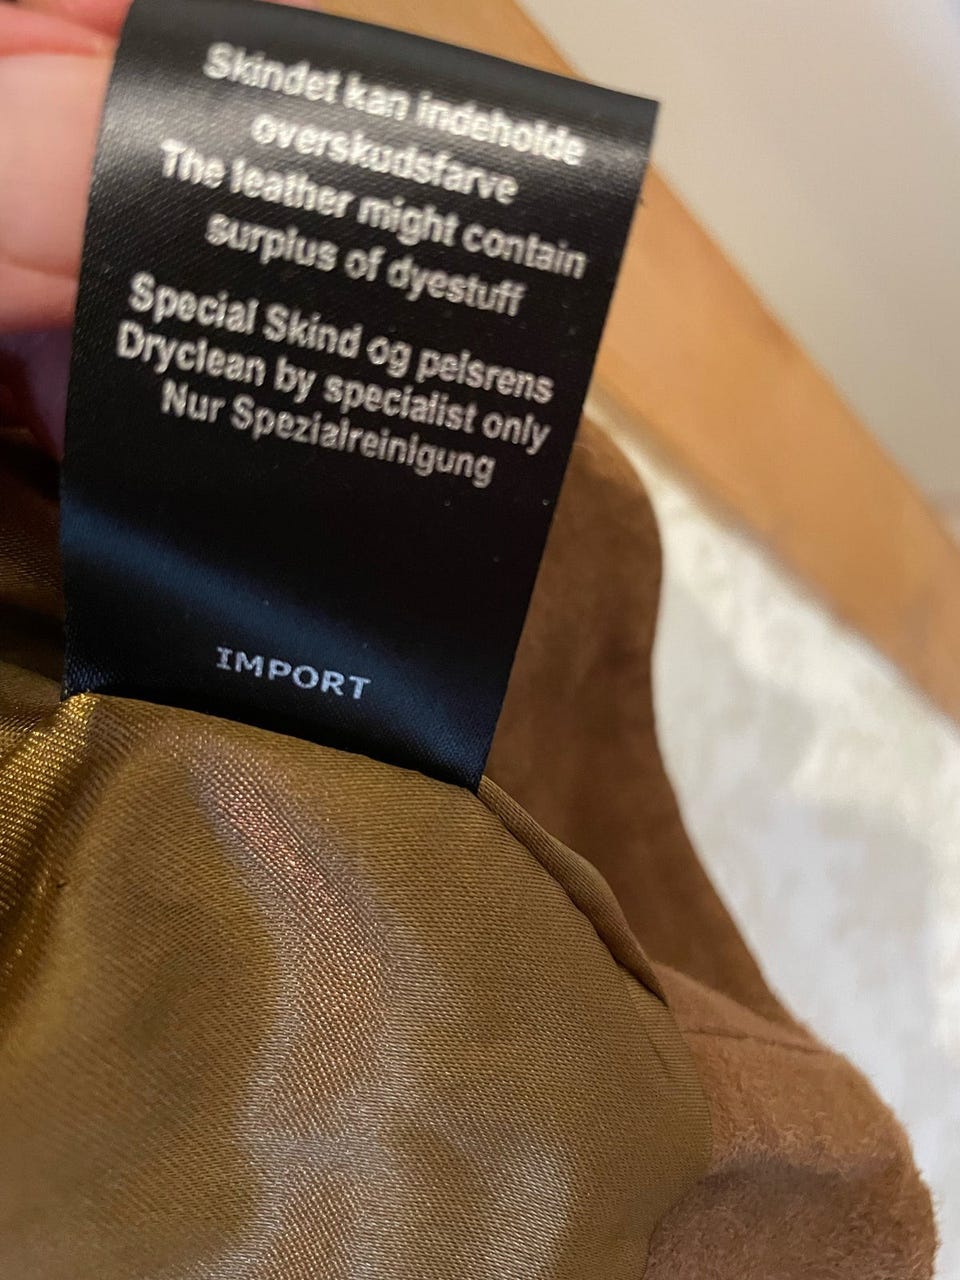 Skindet kan indeholde
overskudsfarve
The leather might contain
surplus of dyestuff
Special Skind og pelsrens
Dryclean by specialist only
Nur Spezialreinigung
IMPORT